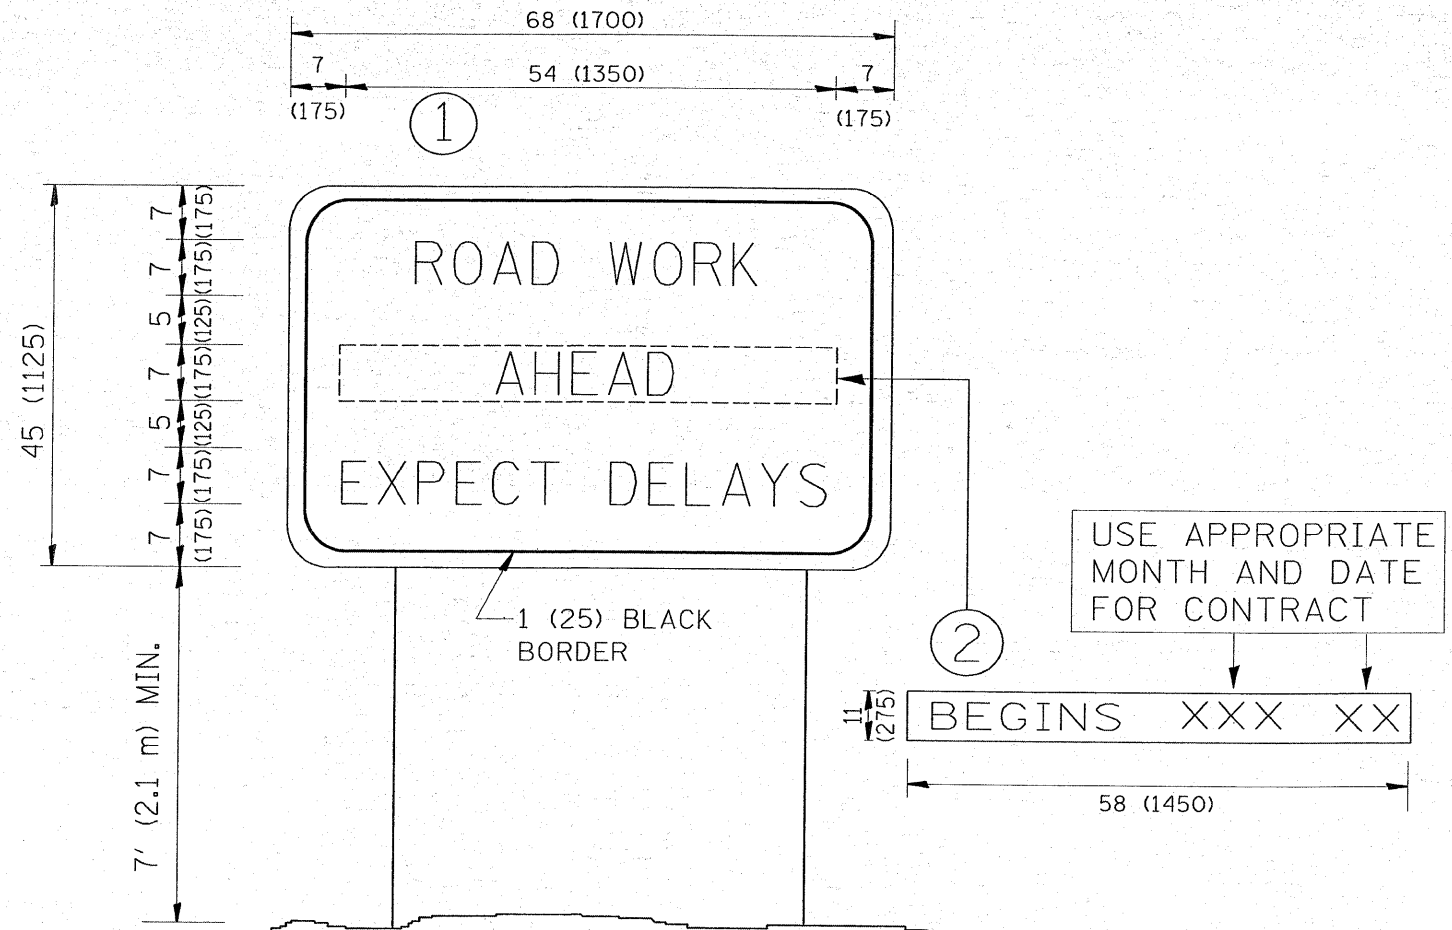 68 (1700)
7
54 (1350)
7
(175)
(175)
1
45 (1125)
7 (175)
7 (175)
5 (125)
7 (175)
5 (125)
7 (175)
7 (175)
ROAD WORK
AHEAD
EXPECT DELAYS
1 (25) BLACK
BORDER
7' (2.1 m) MIN.
2
USE APPROPRIATE
MONTH AND DATE
FOR CONTRACT
11
(275)
BEGINS XXX XX
58 (1450)